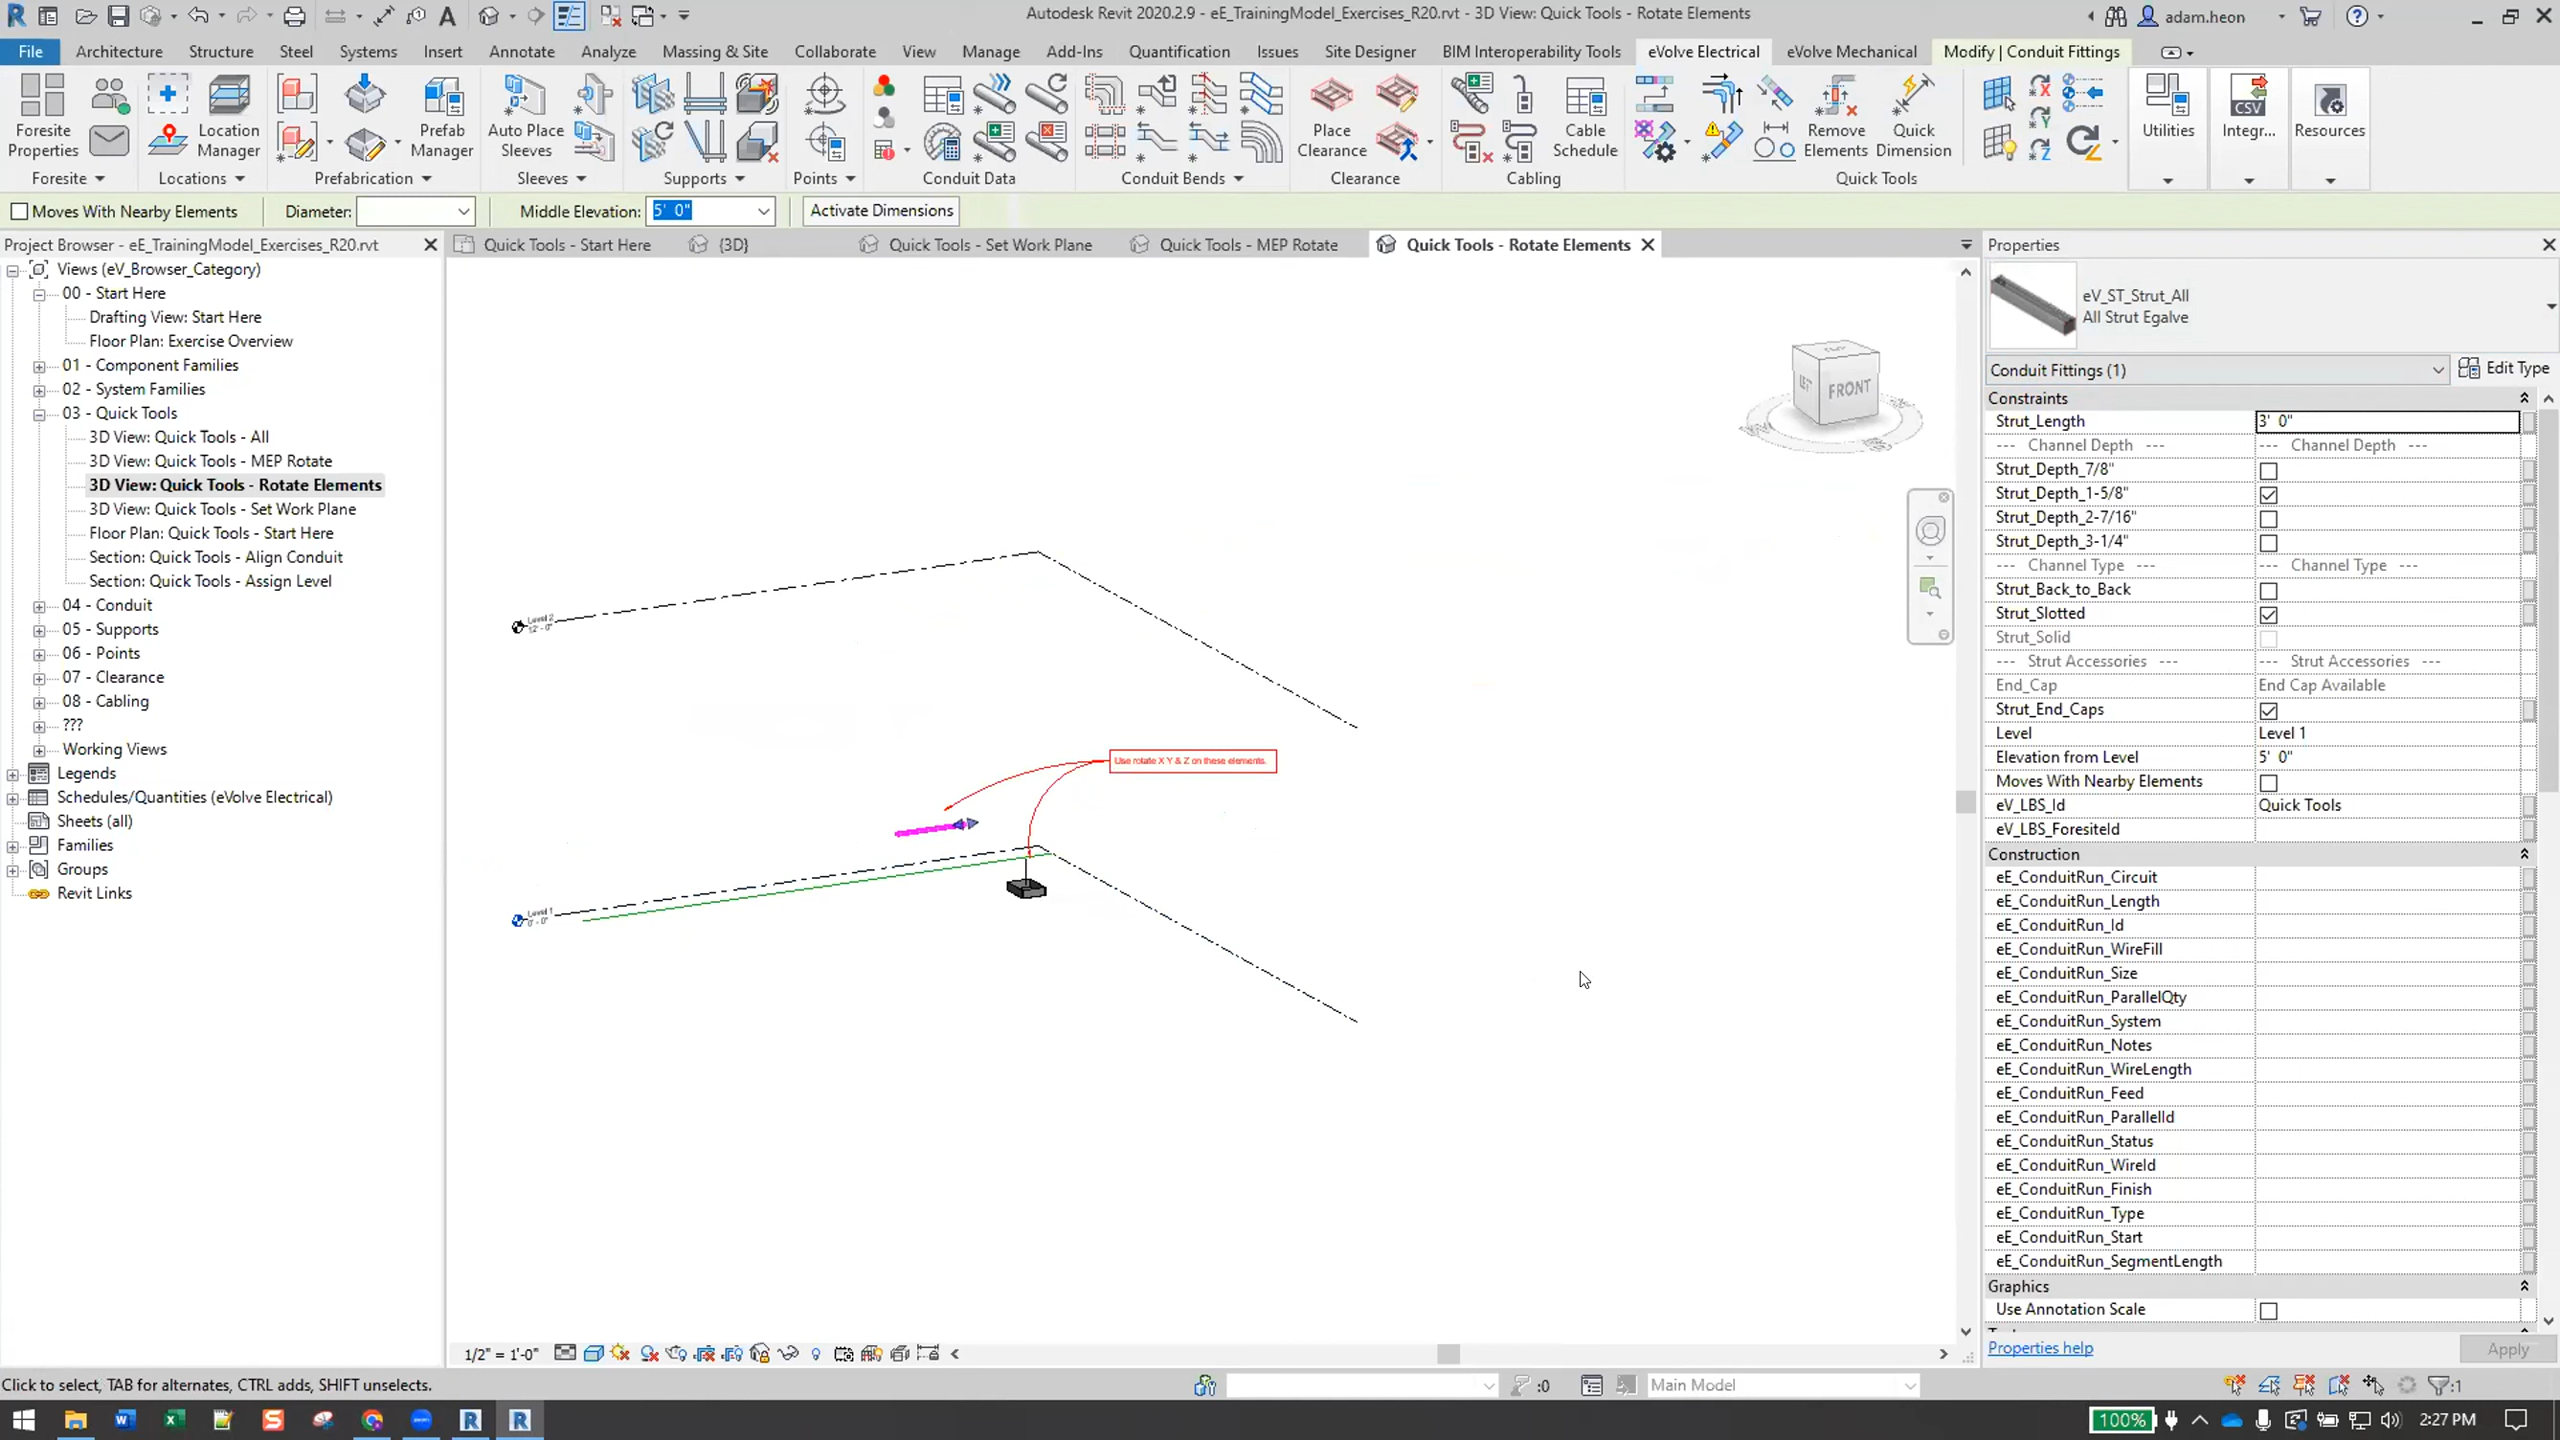 Autodesk Revit 2020.2.9 - eE_TrainingModel_Exercises_R20.rvt - 3D View: Quick Tools - Rotate Elements
adam.heon
File Architecture Structure Steel Systems Insert Annotate Analyze Massing & Site Collaborate View Manage Add-Ins Quantification Issues Site Designer BIM Interoperability Tools eVolve Electrical eVolve Mechanical Modify | Conduit Fittings
Foresite Properties
Location Manager
Prefab Manager
Auto Place Sleeves
Place Clearance
Cable Schedule
Remove Elements
Quick Dimension
Utilities
CSV
Integr...
Resources
Foresite Locations Prefabrication Sleeves Supports Points Conduit Data Conduit Bends Clearance Cabling Quick Tools
Moves With Nearby Elements Diameter: Middle Elevation: 5' 0" Activate Dimensions
Project Browser - eE_TrainingModel_Exercises_R20.rvt
Quick Tools - Start Here {3D} Quick Tools - Set Work Plane Quick Tools - MEP Rotate Quick Tools - Rotate Elements
Views (eV_Browser_Category)
00 - Start Here
Drafting View: Start Here
Floor Plan: Exercise Overview
01 - Component Families
02 - System Families
03 - Quick Tools
3D View: Quick Tools - All
3D View: Quick Tools - MEP Rotate
3D View: Quick Tools - Rotate Elements
3D View: Quick Tools - Set Work Plane
Floor Plan: Quick Tools - Start Here
Section: Quick Tools - Align Conduit
Section: Quick Tools - Assign Level
04 - Conduit
05 - Supports
06 - Points
07 - Clearance
08 - Cabling
???
Working Views
Legends
Schedules/Quantities (eVolve Electrical)
Sheets (all)
Families
Groups
Revit Links
FRONT
Level 2
12' - 0"
Use rotate X Y & Z on these elements.
Level 1
0' - 0"
Properties
eV_ST_Strut_All
All Strut Egalve
Conduit Fittings (1) Edit Type
Constraints
Strut_Length 3' 0"
--- Channel Depth --- --- Channel Depth ---
Strut_Depth_7/8"
Strut_Depth_1-5/8"
Strut_Depth_2-7/16"
Strut_Depth_3-1/4"
--- Channel Type --- --- Channel Type ---
Strut_Back_to_Back
Strut_Slotted
Strut_Solid
--- Strut Accessories --- --- Strut Accessories ---
End_Cap End Cap Available
Strut_End_Caps
Level Level 1
Elevation from Level 5' 0"
Moves With Nearby Elements
eV_LBS_Id Quick Tools
eV_LBS_ForesiteId
Construction
eE_ConduitRun_Circuit
eE_ConduitRun_Length
eE_ConduitRun_Id
eE_ConduitRun_WireFill
eE_ConduitRun_Size
eE_ConduitRun_ParallelQty
eE_ConduitRun_System
eE_ConduitRun_Notes
eE_ConduitRun_WireLength
eE_ConduitRun_Feed
eE_ConduitRun_ParallelId
eE_ConduitRun_Status
eE_ConduitRun_WireId
eE_ConduitRun_Finish
eE_ConduitRun_Type
eE_ConduitRun_Start
eE_ConduitRun_SegmentLength
Graphics
Use Annotation Scale
Properties help Apply
1/2" = 1'-0"
Click to select, TAB for alternates, CTRL adds, SHIFT unselects.
:0 Main Model :1
100% 2:27 PM